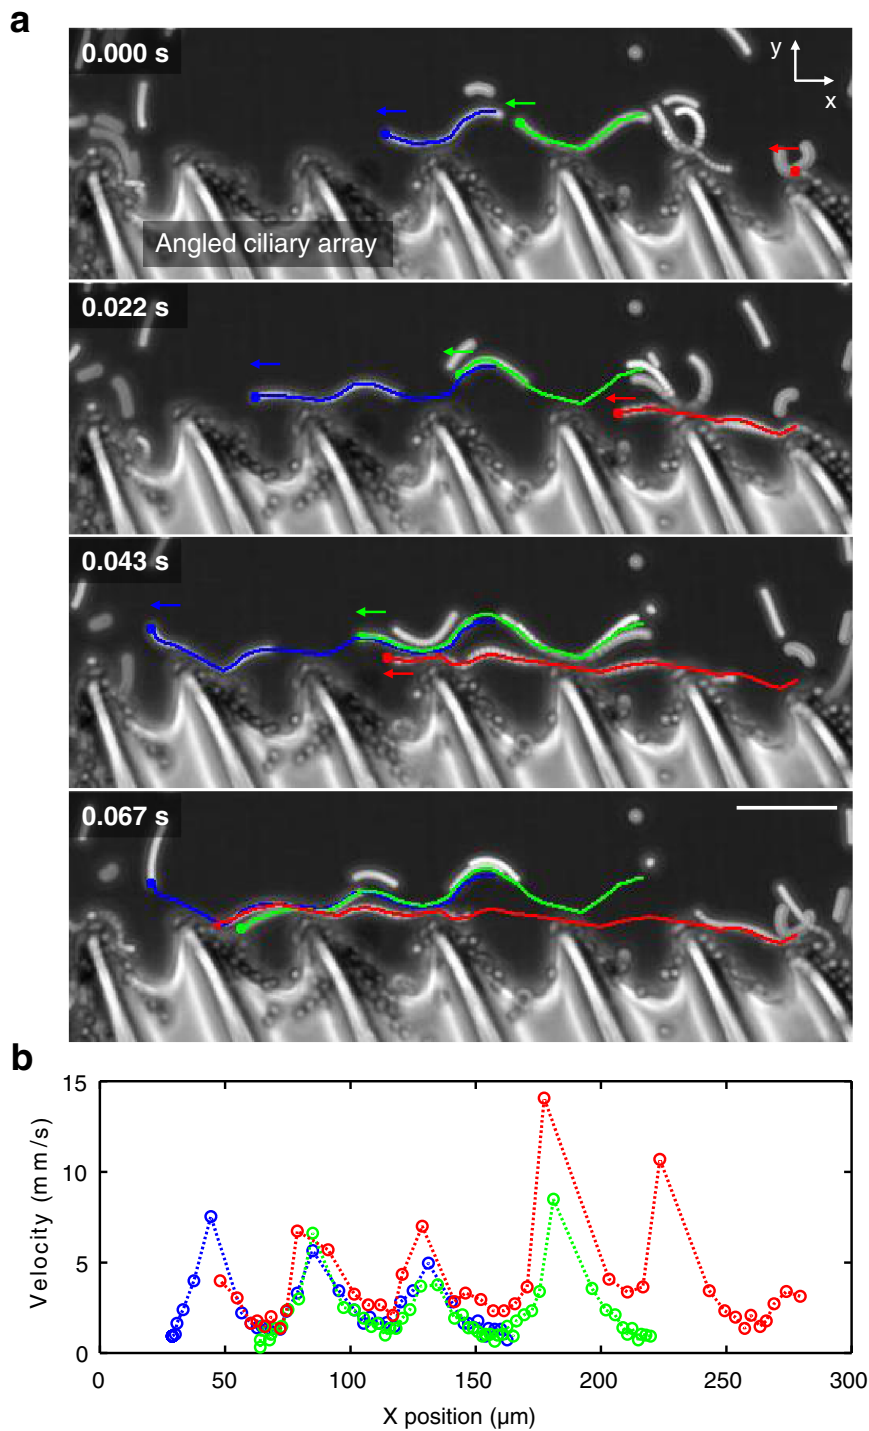 a
0.000 s
y
x
Angled ciliary array
0.022 s
0.043 s
0.067 s
b
15
10
5
0
Velocity (mm/s)
0 50 100 150 200 250 300
X position (µm)